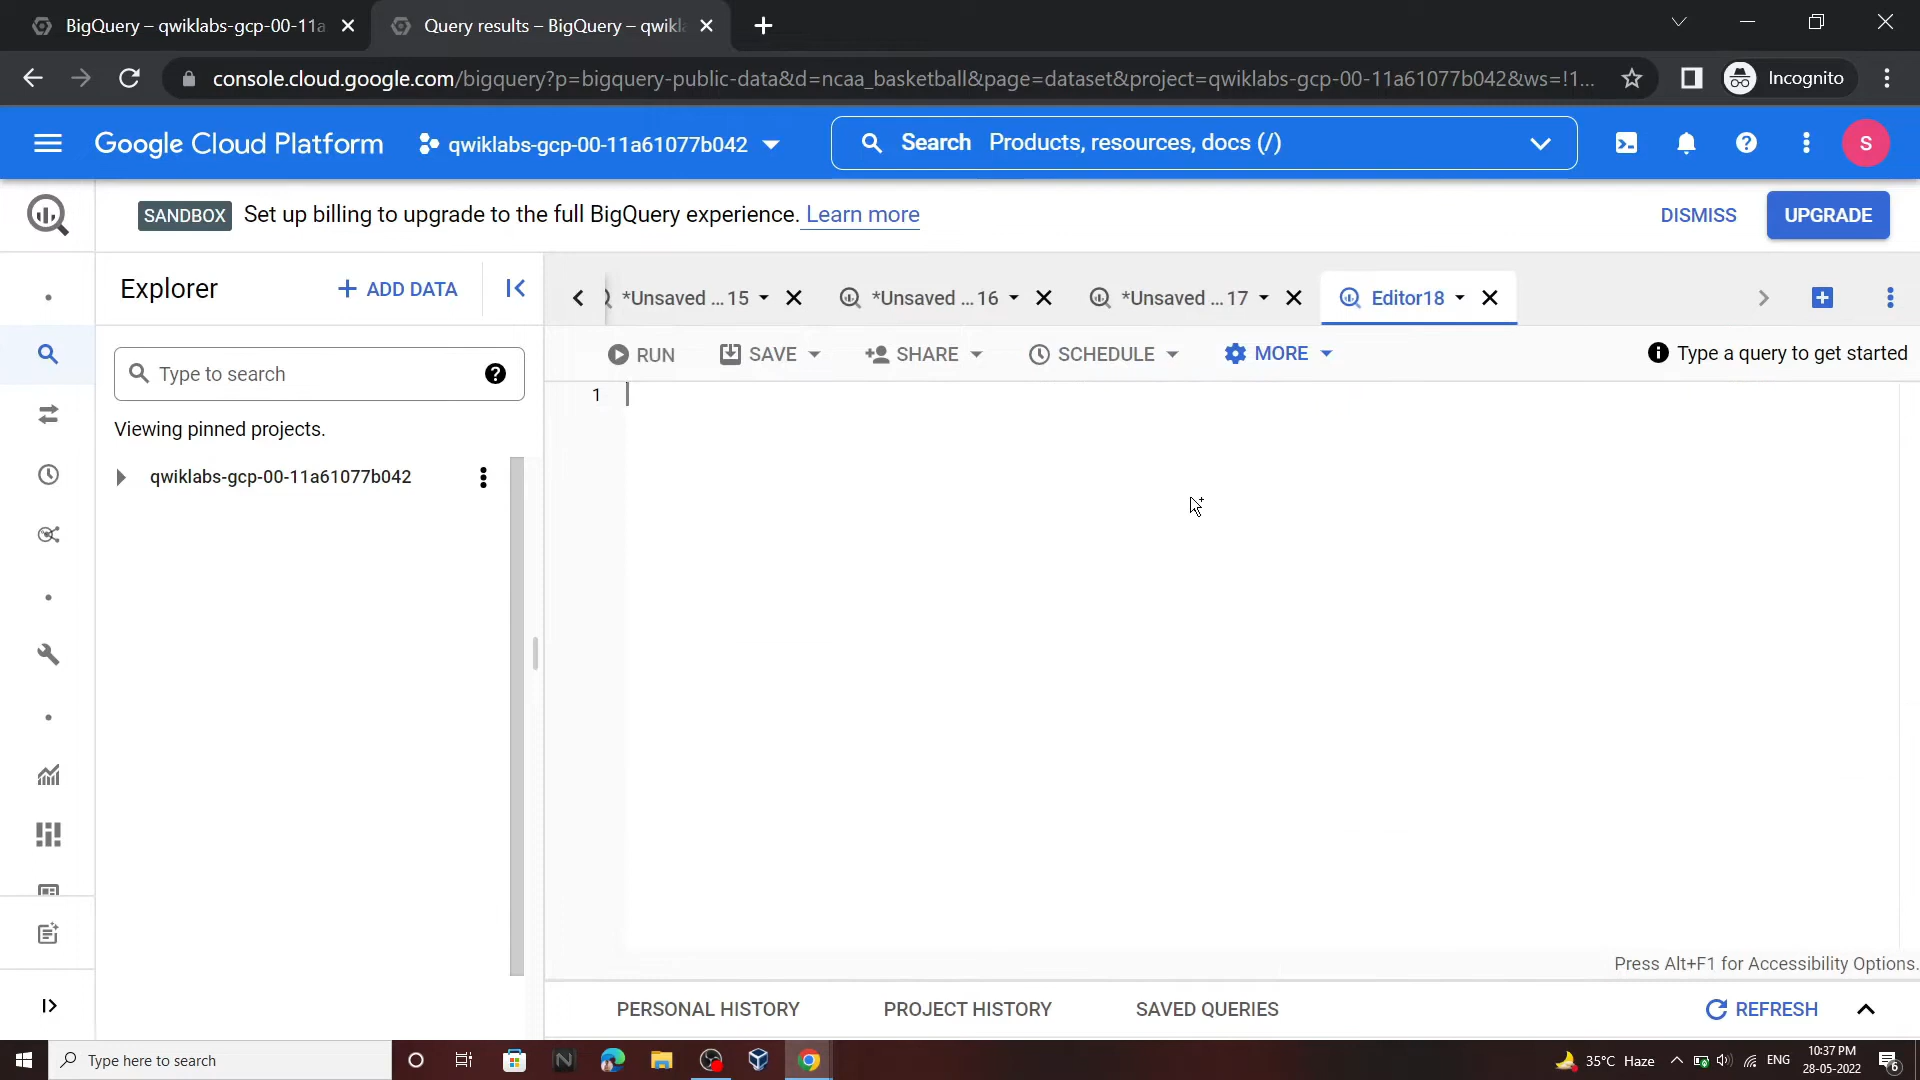 BigQuery – qwiklabs-gcp-00-11a
Query results – BigQuery – qwikl
console.cloud.google.com/bigquery?p=bigquery-public-data&d=ncaa_basketball&page=dataset&project=qwiklabs-gcp-00-11a61077b042&ws=!1...
Incognito
Google Cloud Platform
qwiklabs-gcp-00-11a61077b042
Search Products, resources, docs (/)
S
SANDBOX Set up billing to upgrade to the full BigQuery experience. Learn more
DISMISS
UPGRADE
Explorer
+ ADD DATA
*Unsaved ...15
*Unsaved ...16
*Unsaved ...17
Editor18
RUN
SAVE
SHARE
SCHEDULE
MORE
Type a query to get started
Type to search
Viewing pinned projects.
qwiklabs-gcp-00-11a61077b042
1
Press Alt+F1 for Accessibility Options.
PERSONAL HISTORY
PROJECT HISTORY
SAVED QUERIES
REFRESH
Type here to search
35°C Haze
ENG
10:37 PM
28-05-2022
6